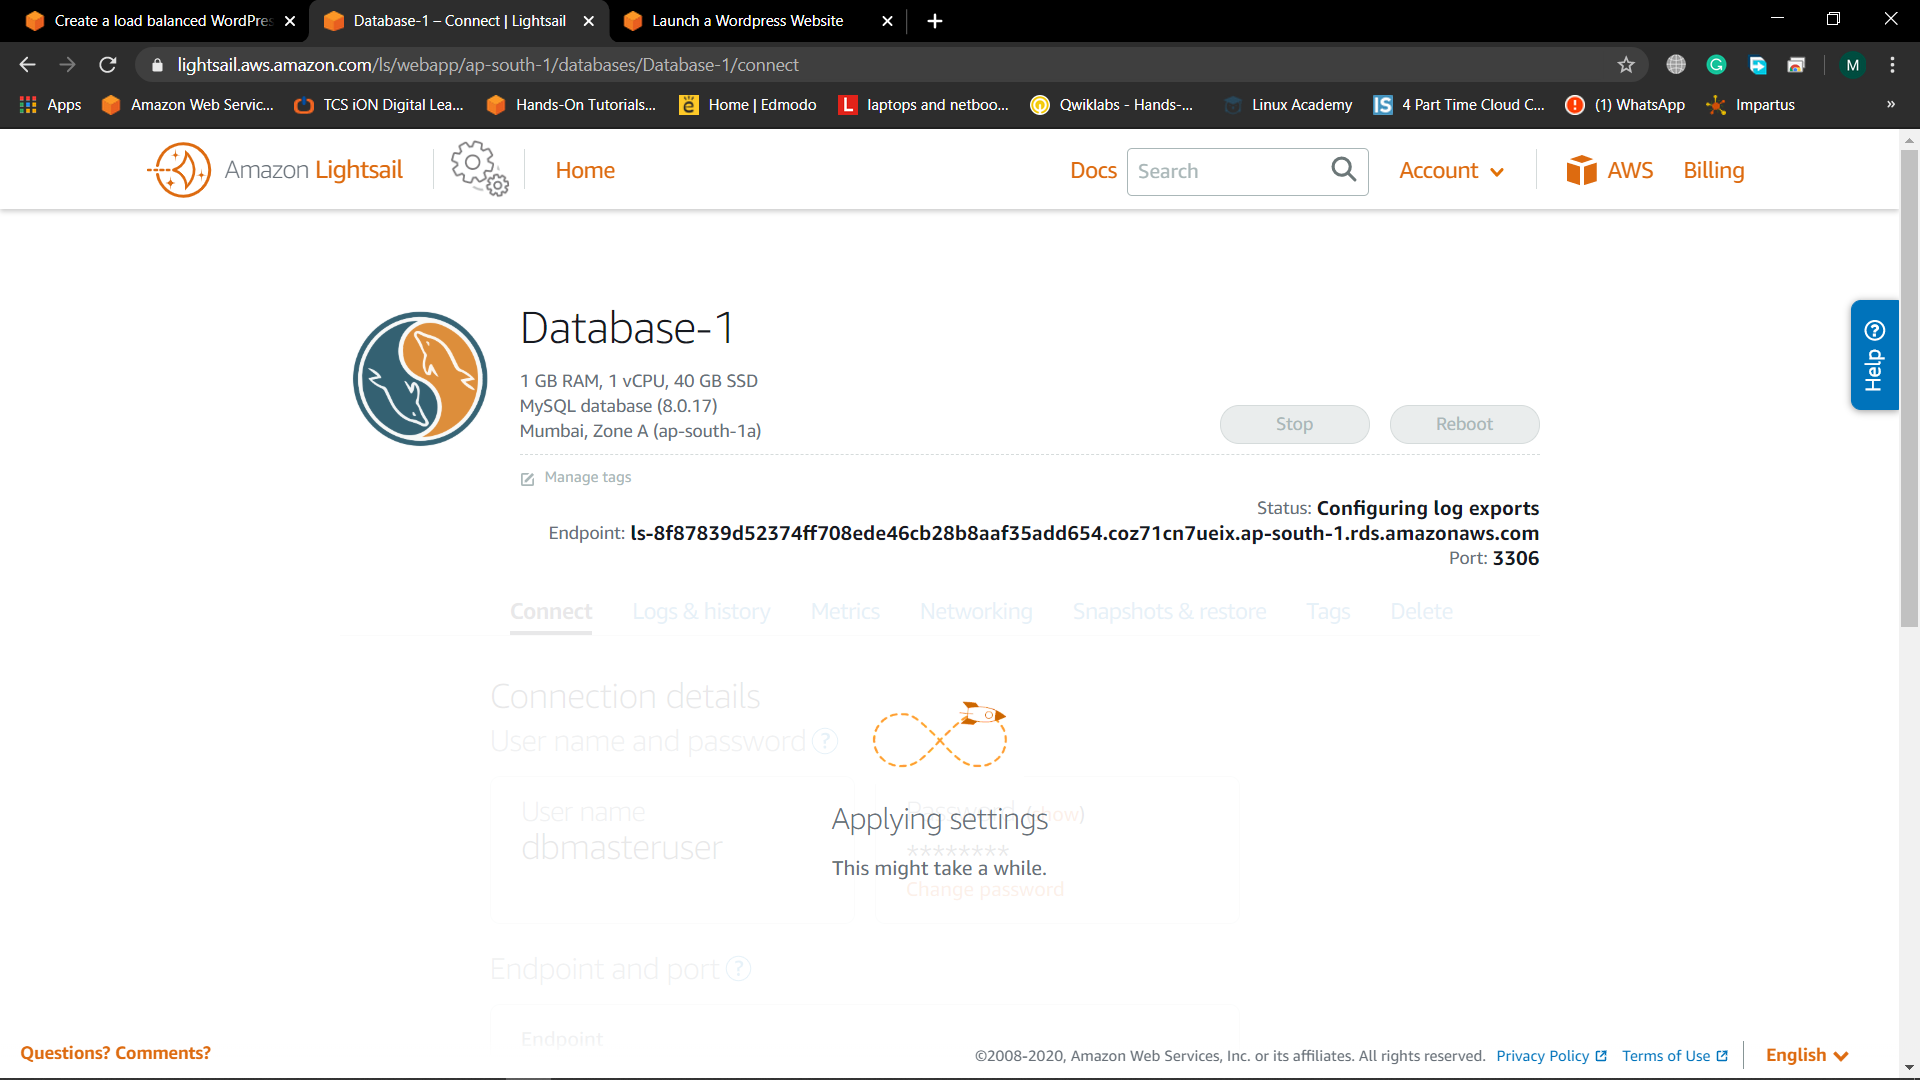 Create a load balanced WordPres
Database-1 – Connect | Lightsail
Launch a Wordpress Website
lightsail.aws.amazon.com/ls/webapp/ap-south-1/databases/Database-1/connect
M
Apps
Amazon Web Servic...
TCS iON Digital Lea...
Hands-On Tutorials...
Home | Edmodo
laptops and netboo...
Qwiklabs - Hands-...
Linux Academy
4 Part Time Cloud C...
(1) WhatsApp
Impartus
»
Amazon Lightsail
Home
Docs
Search
Account
AWS
Billing
Help
Database-1
1 GB RAM, 1 vCPU, 40 GB SSD
MySQL database (8.0.17)
Mumbai, Zone A (ap-south-1a)
Stop
Reboot
Manage tags
Status: Configuring log exports
Endpoint: ls-8f87839d52374ff708ede46cb28b8aaf35add654.coz71cn7ueix.ap-south-1.rds.amazonaws.com
Port: 3306
Connect
Logs & history
Metrics
Networking
Snapshots & restore
Tags
Delete
Connection details
User name and password ?
User name
dbmasteruser
Password (show)
Applying settings
********
This might take a while.
Change password
Endpoint and port ?
Endpoint
Questions? Comments?
©2008-2020, Amazon Web Services, Inc. or its affiliates. All rights reserved.
Privacy Policy
Terms of Use
English